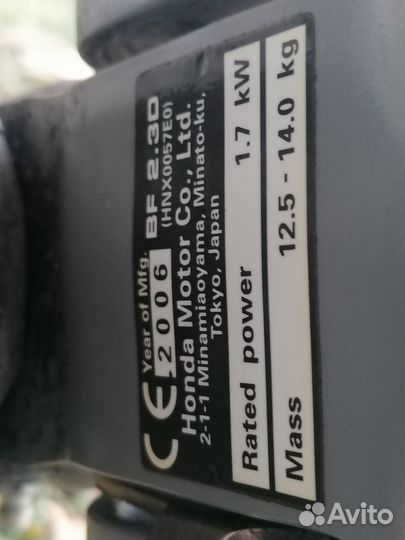 CE Year of Mfg. BF 2.3D
2006 (HNX0057E0)
Honda Motor Co., Ltd.
2-1-1 Minamiaoyama, Minato-ku,
Tokyo, Japan
Rated power 1.7 kW
Mass 12.5 - 14.0 kg
Avito